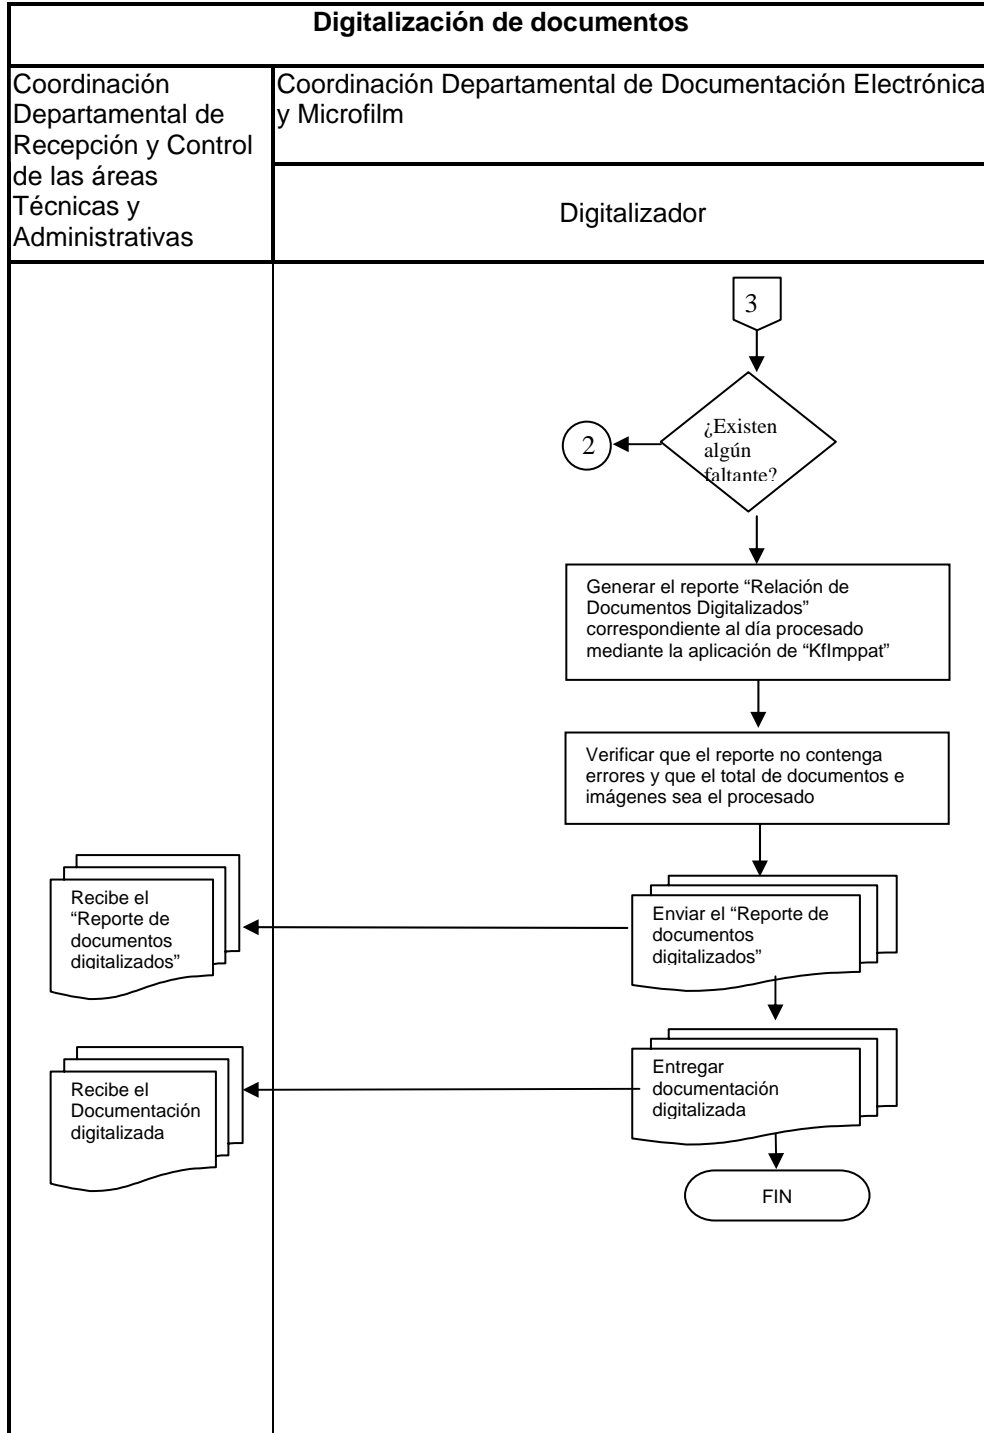 Digitalización de documentos
Coordinación
Departamental de
Recepción y Control
de las áreas
Técnicas y
Administrativas
Coordinación Departamental de Documentación Electrónica
y Microfilm
Digitalizador
3
¿Existen
algún
faltante?
2
Generar el reporte “Relación de
Documentos Digitalizados”
correspondiente al día procesado
mediante la aplicación de “KfImppat”
Verificar que el reporte no contenga
errores y que el total de documentos e
imágenes sea el procesado
Recibe el
“Reporte de
documentos
digitalizados”
Enviar el “Reporte de
documentos
digitalizados”
Recibe el
Documentación
digitalizada
Entregar
documentación
digitalizada
FIN